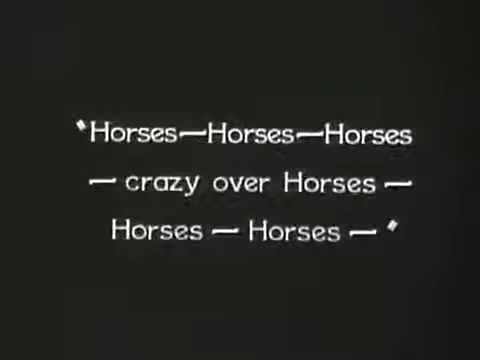 "Horses—Horses—Horses
— crazy over Horses —
Horses — Horses — "